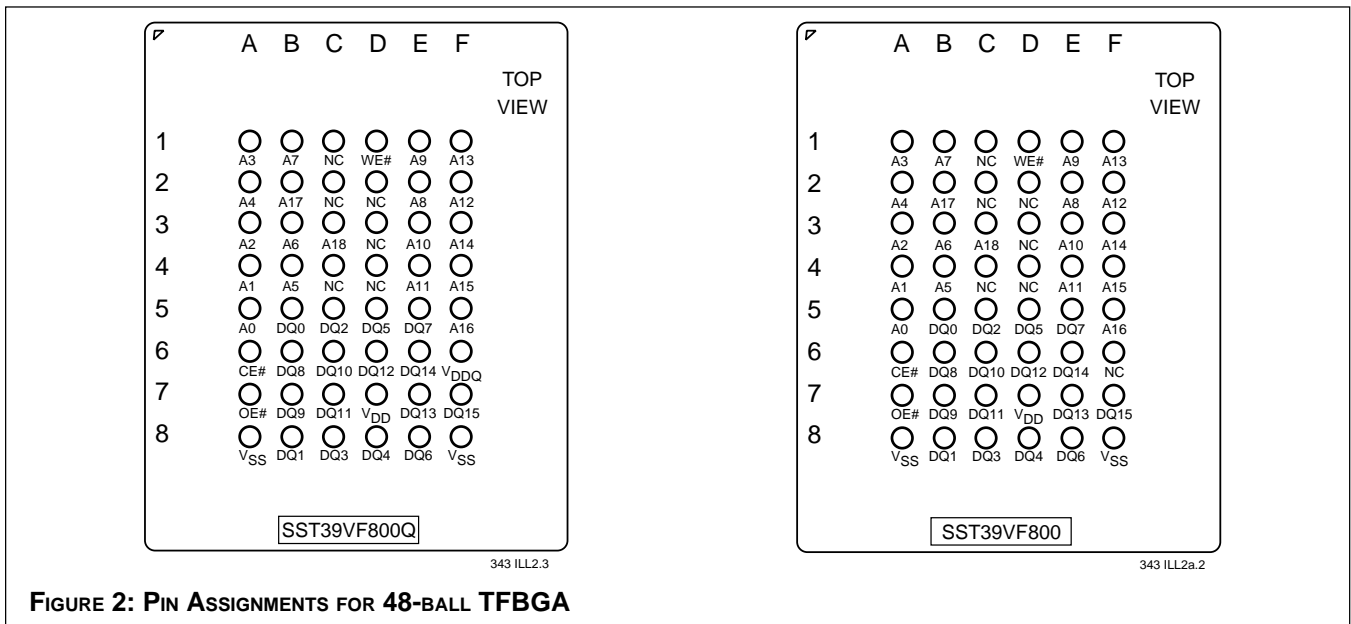 A B C D E F
TOP
VIEW
1
A3 A7 NC WE# A9 A13
2
A4 A17 NC NC A8 A12
3
A2 A6 A18 NC A10 A14
4
A1 A5 NC NC A11 A15
5
A0 DQ0 DQ2 DQ5 DQ7 A16
6
CE# DQ8 DQ10 DQ12 DQ14 VDDQ
7
OE# DQ9 DQ11 VDD DQ13 DQ15
8
VSS DQ1 DQ3 DQ4 DQ6 VSS
SST39VF800Q
343 ILL2.3
A B C D E F
TOP
VIEW
1
A3 A7 NC WE# A9 A13
2
A4 A17 NC NC A8 A12
3
A2 A6 A18 NC A10 A14
4
A1 A5 NC NC A11 A15
5
A0 DQ0 DQ2 DQ5 DQ7 A16
6
CE# DQ8 DQ10 DQ12 DQ14 NC
7
OE# DQ9 DQ11 VDD DQ13 DQ15
8
VSS DQ1 DQ3 DQ4 DQ6 VSS
SST39VF800
343 ILL2a.2
FIGURE 2: PIN ASSIGNMENTS FOR 48-BALL TFBGA